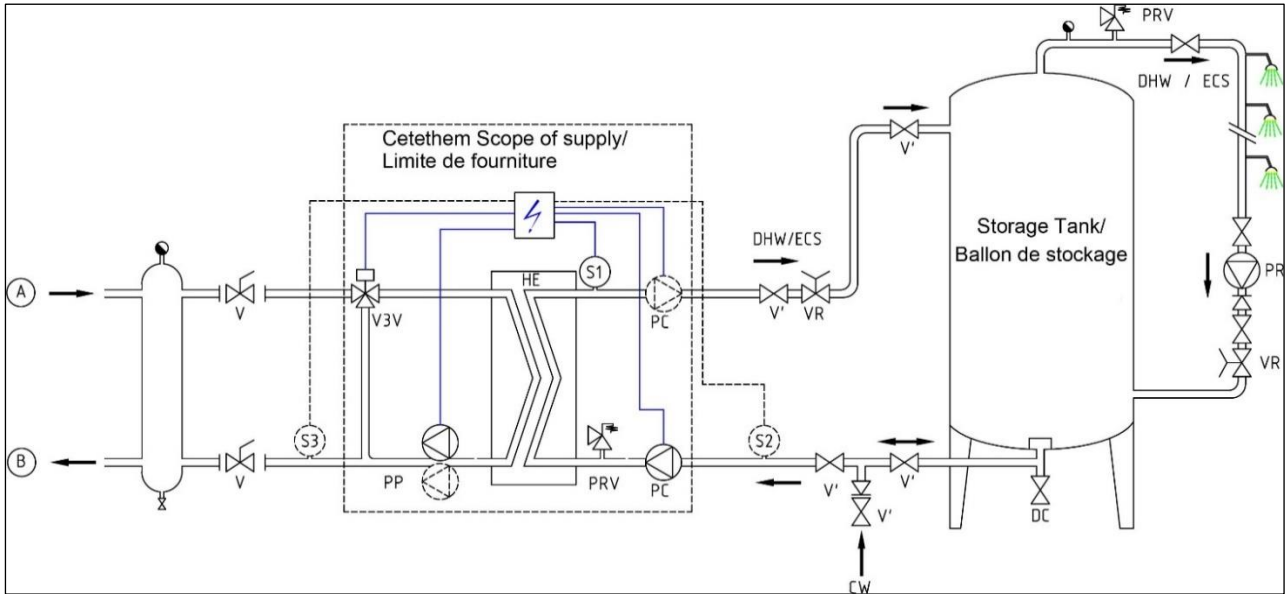 PRV
DHW / ECS
Cetethem Scope of supply/
Limite de fourniture
V'
Storage Tank/
Ballon de stockage
DHW/ECS
S1
HE
PR
A
V
V3V
PC
V'
VR
VR
S3
S2
B
V
PP
PRV
PC
V'
V'
V'
DC
CW